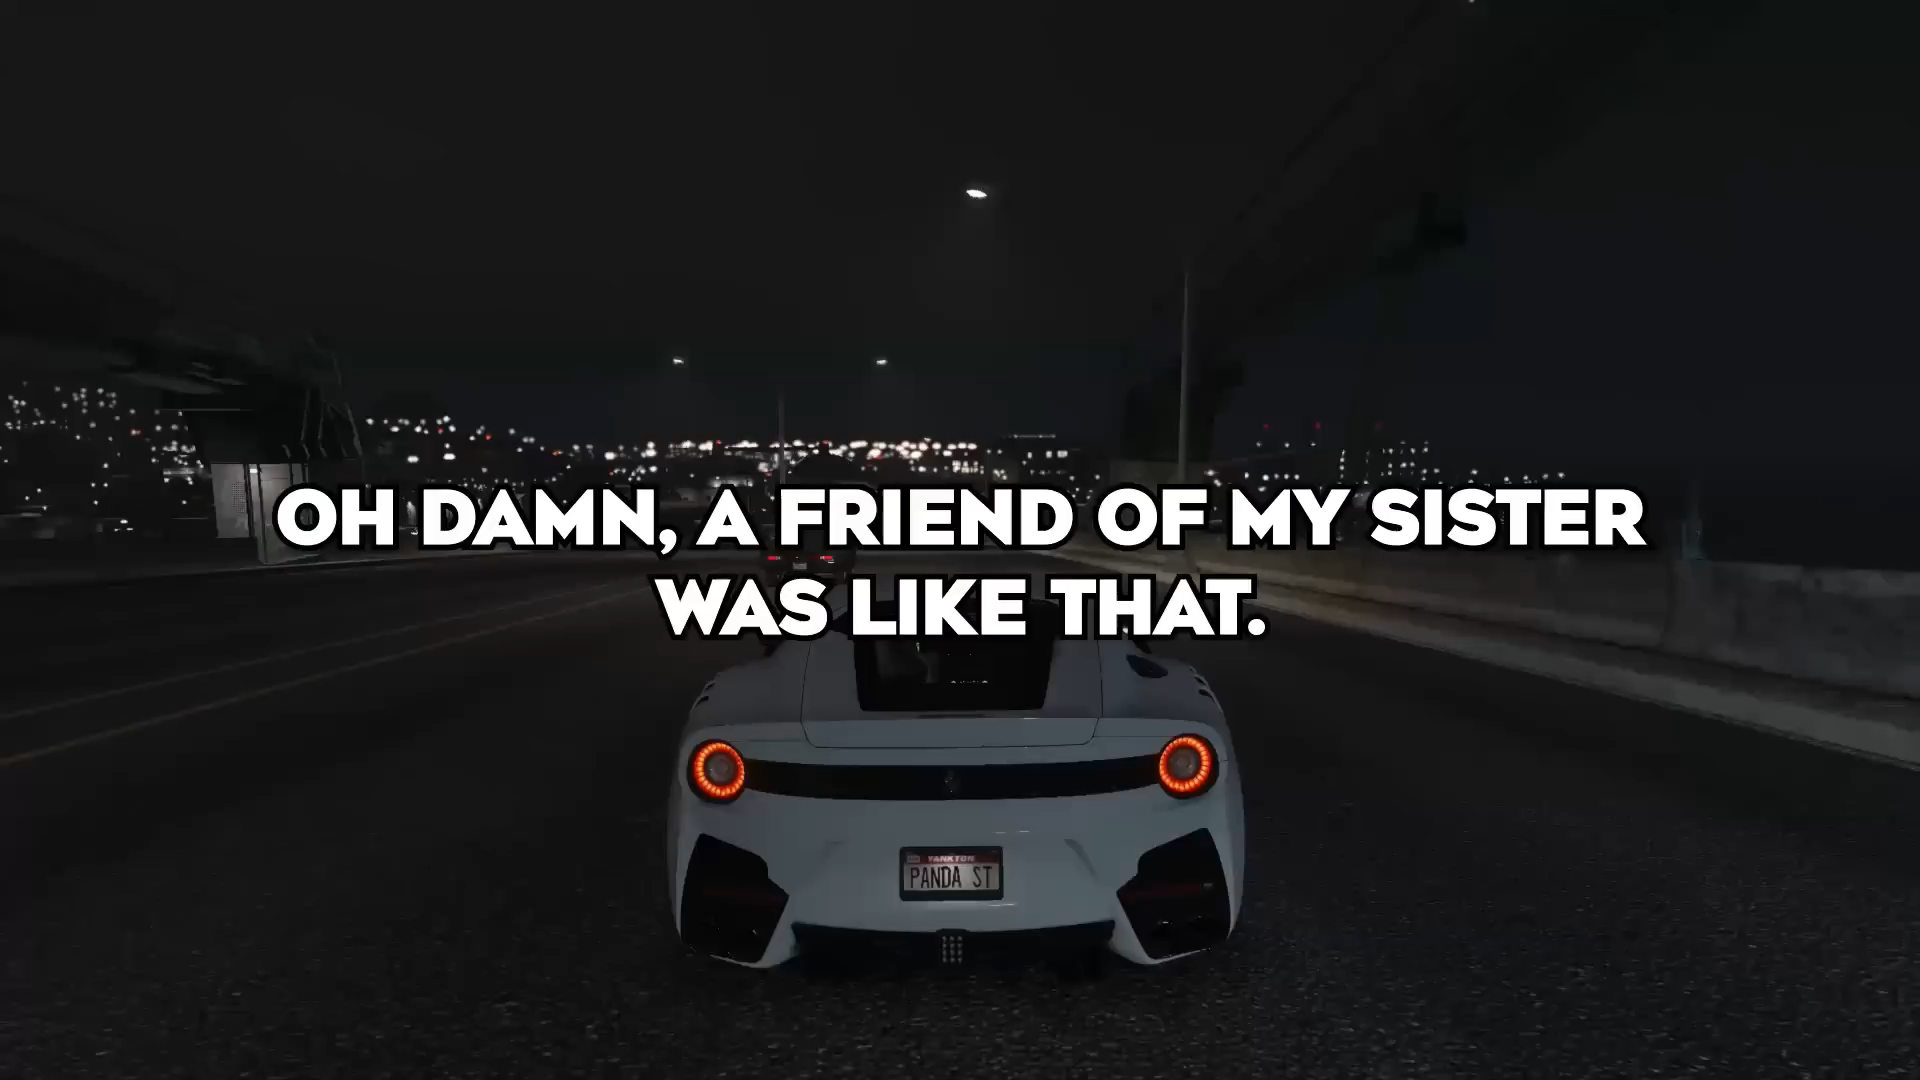 OH DAMN, A FRIEND OF MY SISTER
WAS LIKE THAT.
YANKTON
PANDA ST